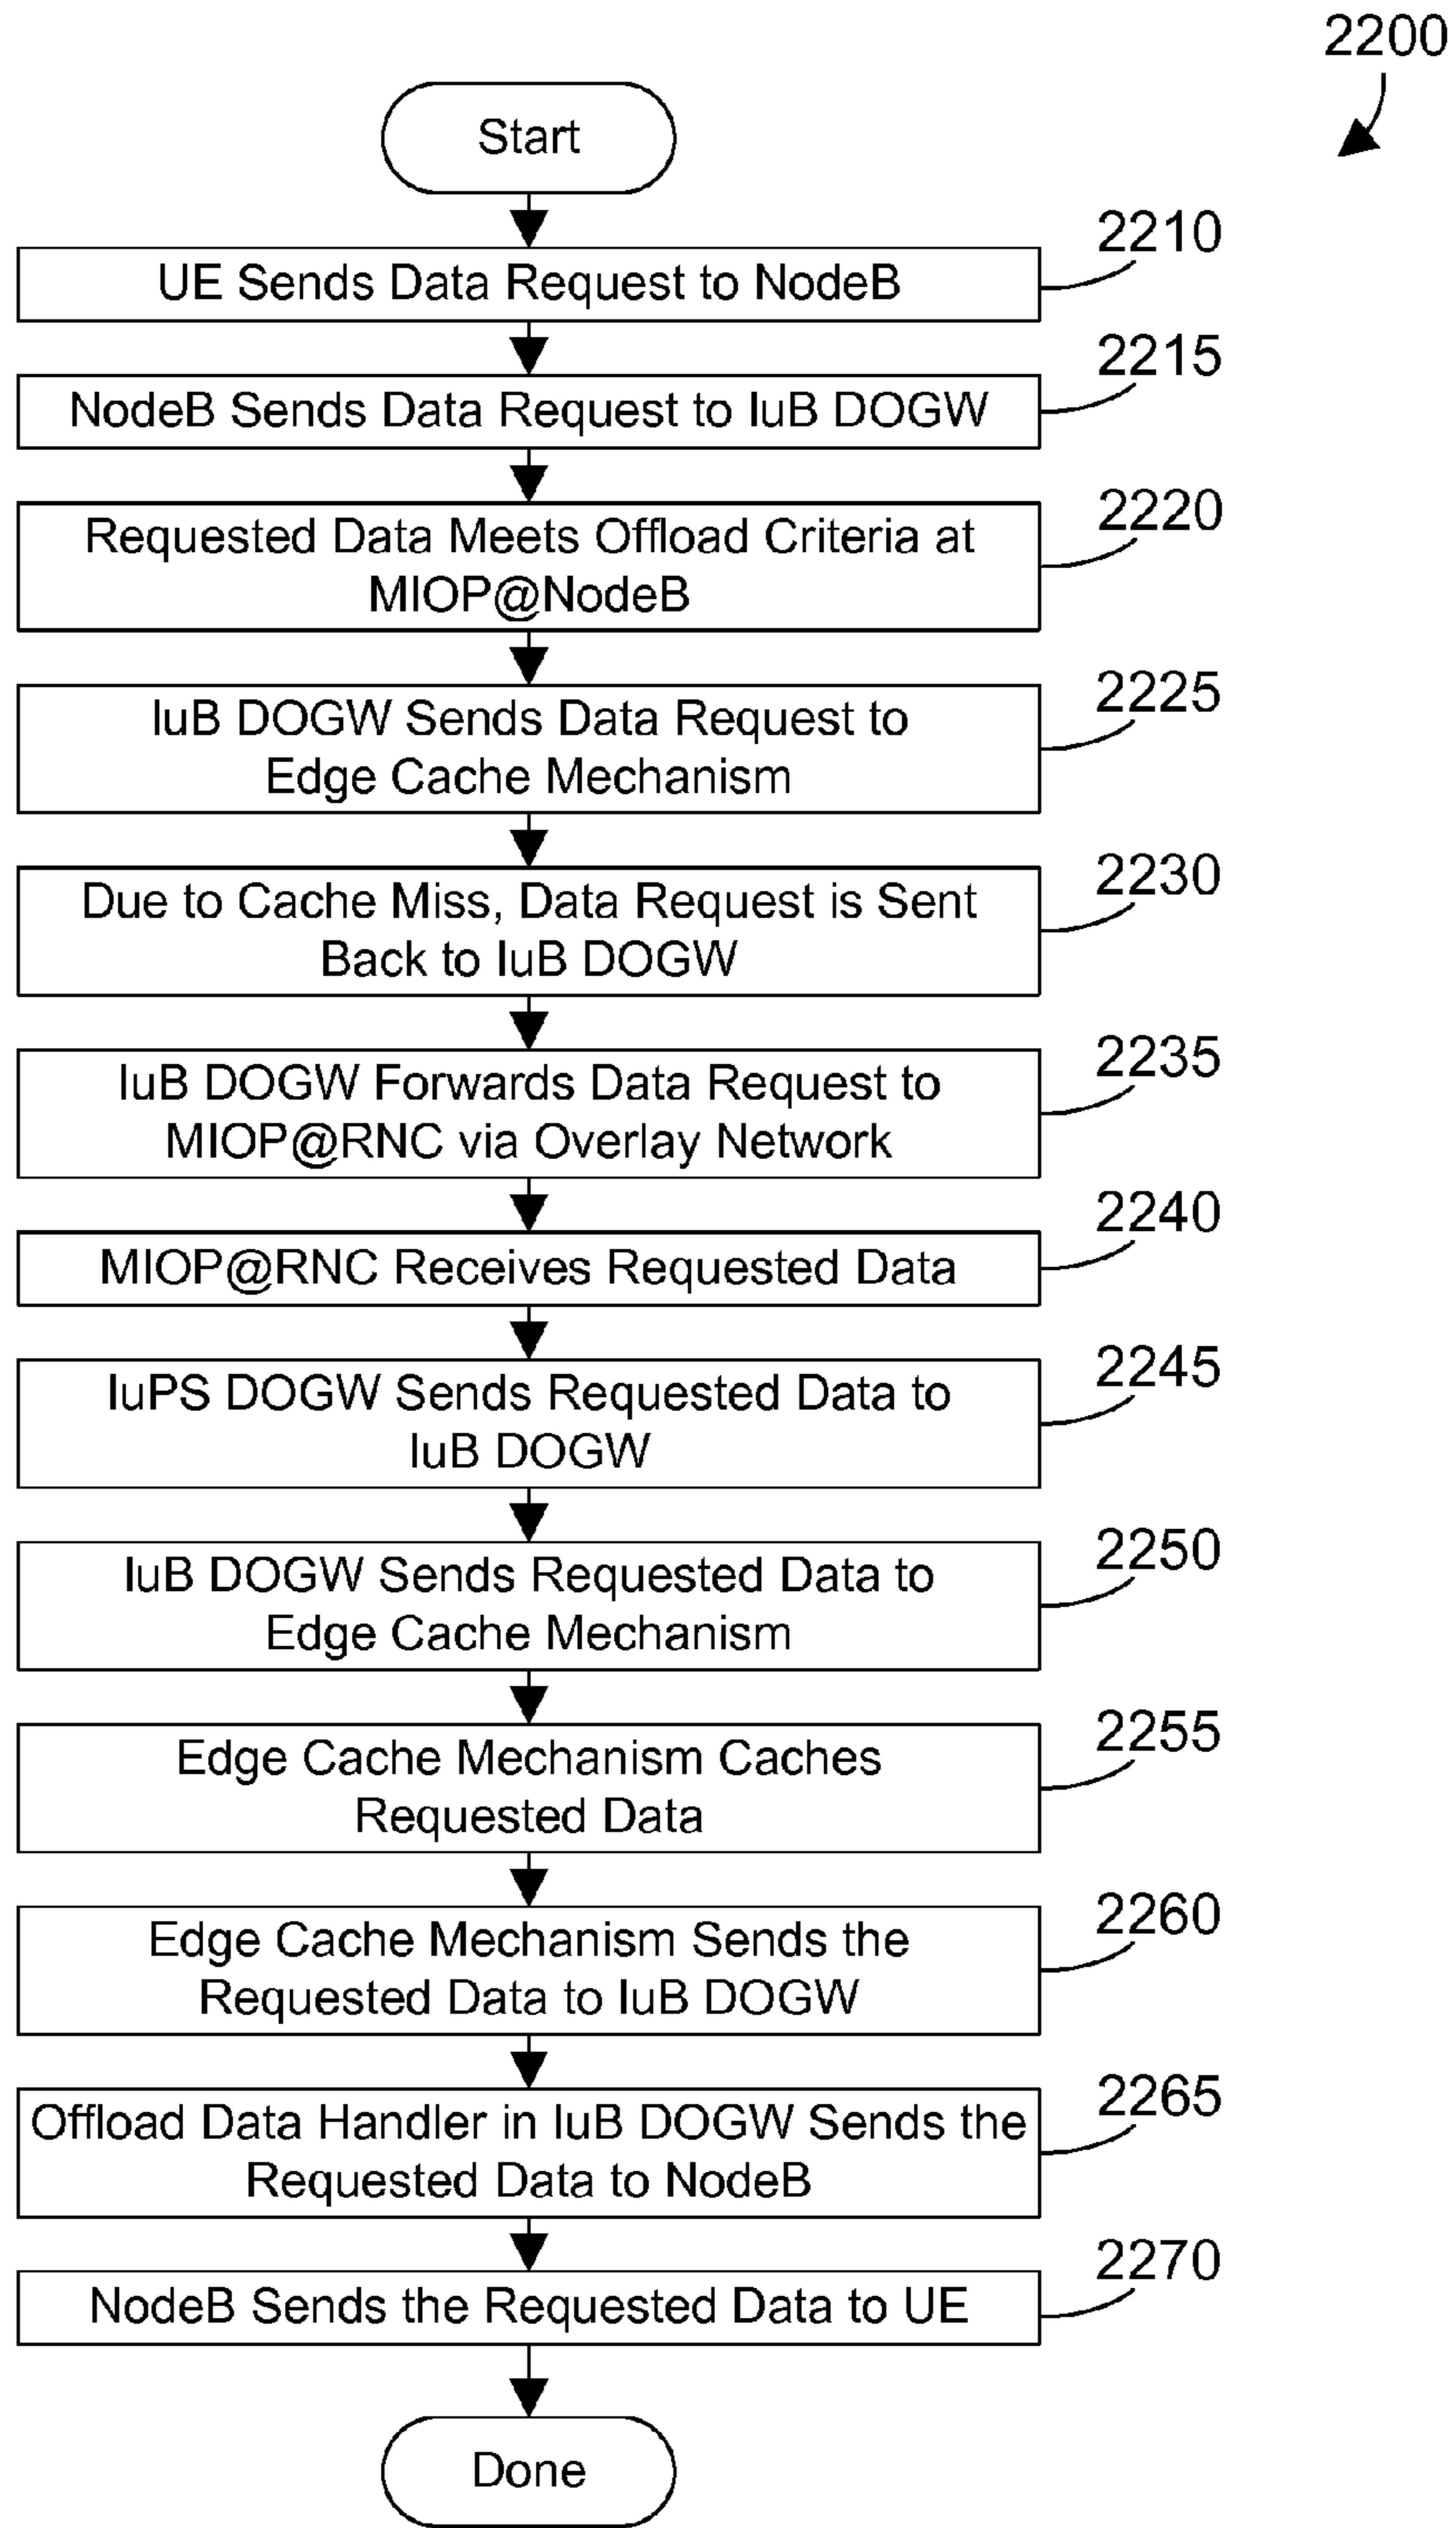 2200
Start
2210
UE Sends Data Request to NodeB
2215
NodeB Sends Data Request to IuB DOGW
2220
Requested Data Meets Offload Criteria at
MIOP@NodeB
2225
IuB DOGW Sends Data Request to
Edge Cache Mechanism
2230
Due to Cache Miss, Data Request is Sent
Back to IuB DOGW
2235
IuB DOGW Forwards Data Request to
MIOP@RNC via Overlay Network
2240
MIOP@RNC Receives Requested Data
2245
IuPS DOGW Sends Requested Data to
IuB DOGW
2250
IuB DOGW Sends Requested Data to
Edge Cache Mechanism
2255
Edge Cache Mechanism Caches
Requested Data
2260
Edge Cache Mechanism Sends the
Requested Data to IuB DOGW
2265
Offload Data Handler in IuB DOGW Sends the
Requested Data to NodeB
2270
NodeB Sends the Requested Data to UE
Done